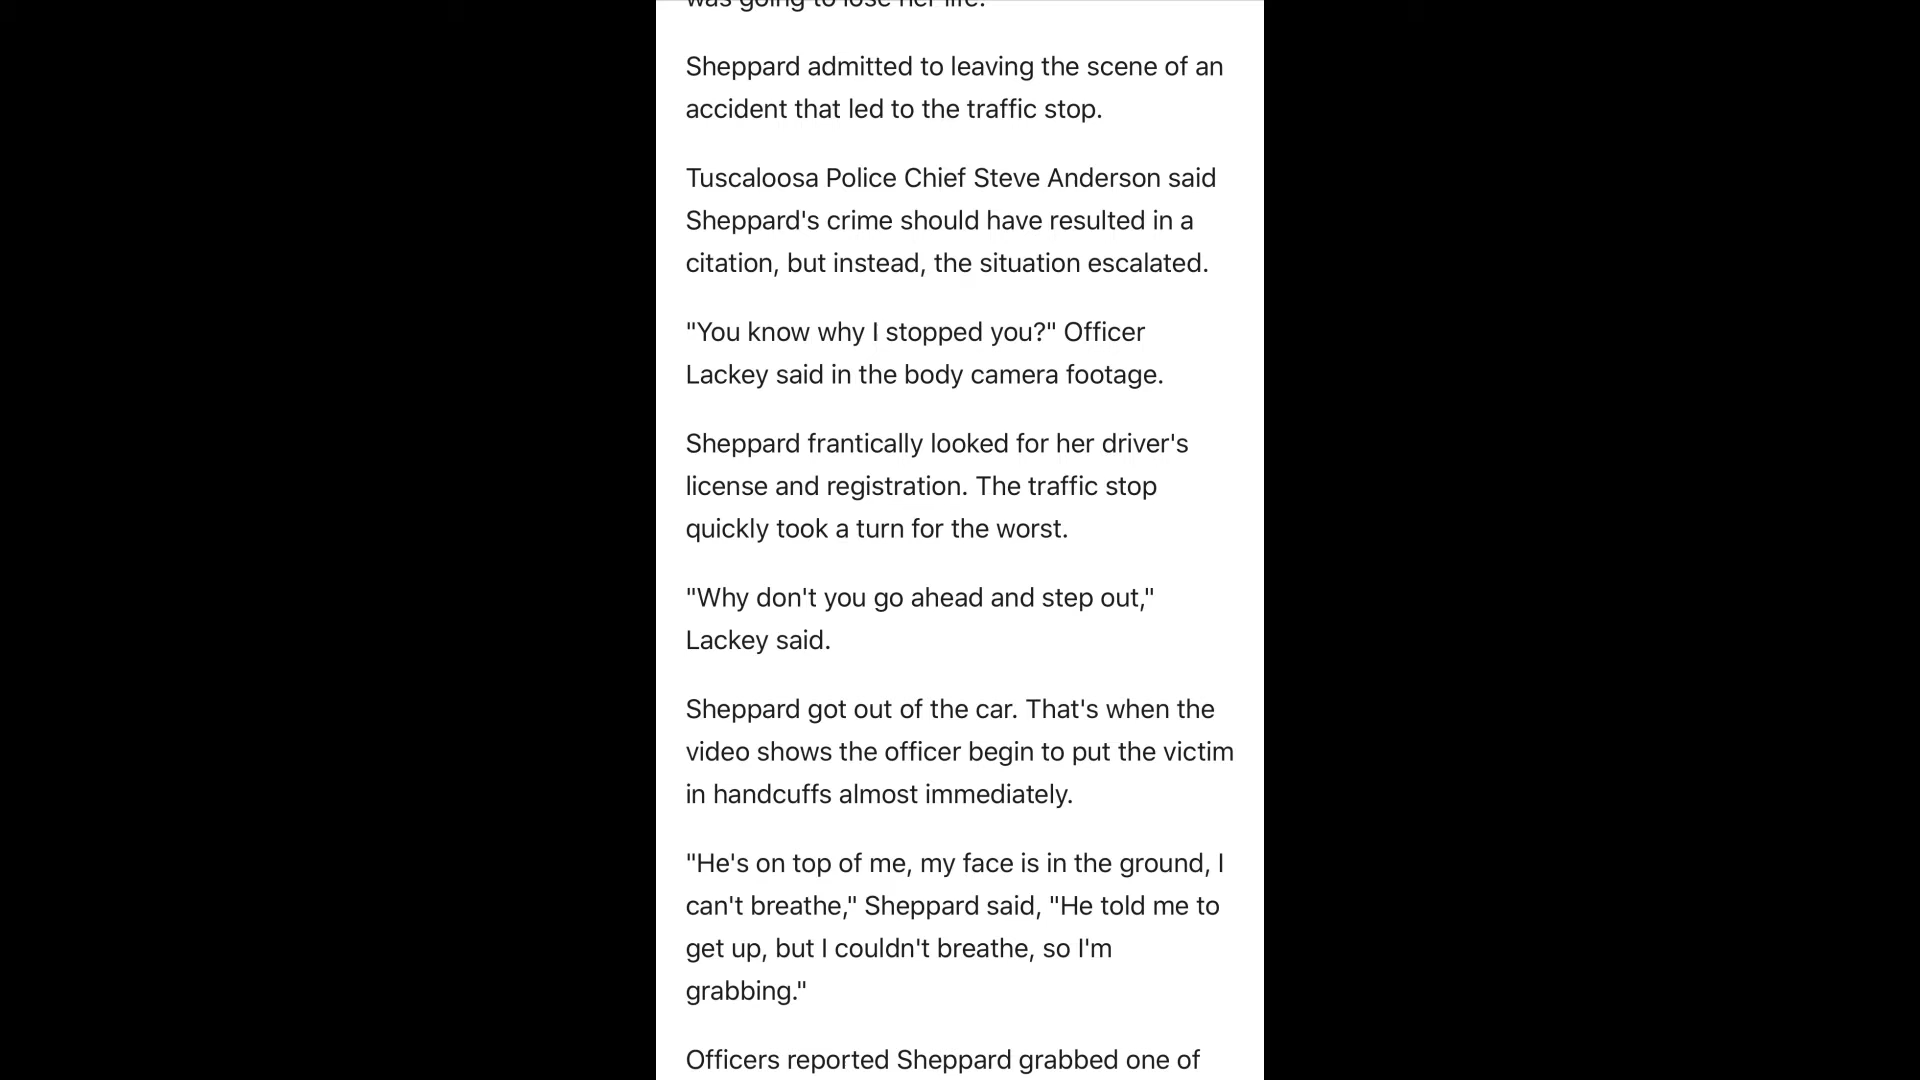 was going to lose her life.
Sheppard admitted to leaving the scene of an
accident that led to the traffic stop.
Tuscaloosa Police Chief Steve Anderson said
Sheppard's crime should have resulted in a
citation, but instead, the situation escalated.
"You know why I stopped you?" Officer
Lackey said in the body camera footage.
Sheppard frantically looked for her driver's
license and registration. The traffic stop
quickly took a turn for the worst.
"Why don't you go ahead and step out,"
Lackey said.
Sheppard got out of the car. That's when the
video shows the officer begin to put the victim
in handcuffs almost immediately.
"He's on top of me, my face is in the ground, I
can't breathe," Sheppard said, "He told me to
get up, but I couldn't breathe, so I'm
grabbing."
Officers reported Sheppard grabbed one of